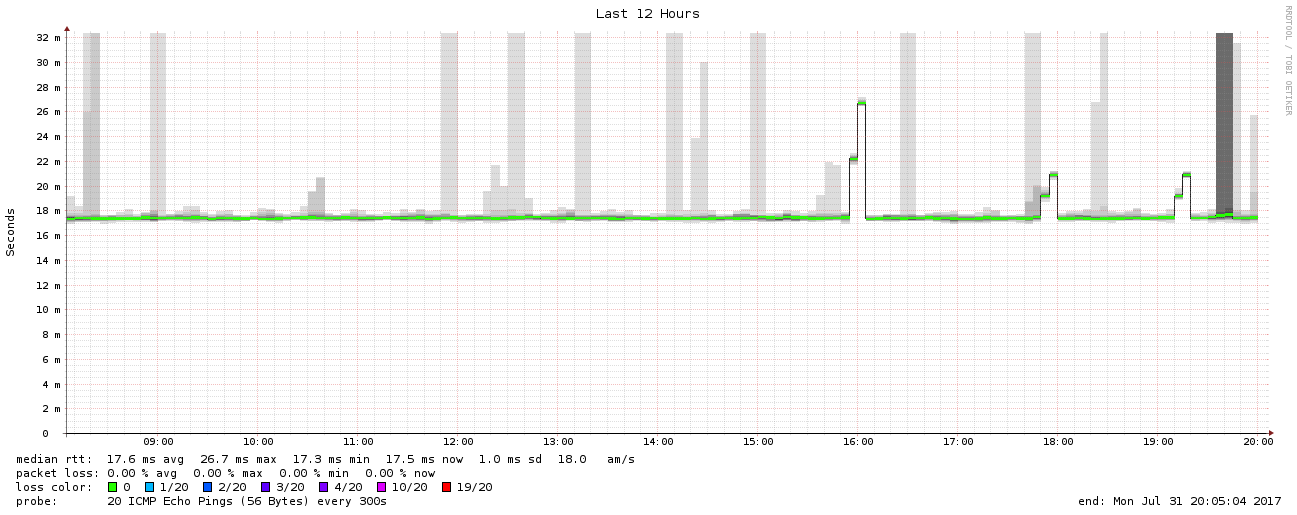 Last 12 Hours
RRDTOOL / TOBI OETIKER
Seconds
32 m
30 m
28 m
26 m
24 m
22 m
20 m
18 m
16 m
14 m
12 m
10 m
8 m
6 m
4 m
2 m
0
09:00 10:00 11:00 12:00 13:00 14:00 15:00 16:00 17:00 18:00 19:00 20:00
median rtt: 17.6 ms avg 26.7 ms max 17.3 ms min 17.5 ms now 1.0 ms sd 18.0 am/s
packet loss: 0.00 % avg 0.00 % max 0.00 % min 0.00 % now
loss color: 0 1/20 2/20 3/20 4/20 10/20 19/20
probe: 20 ICMP Echo Pings (56 Bytes) every 300s end: Mon Jul 31 20:05:04 2017